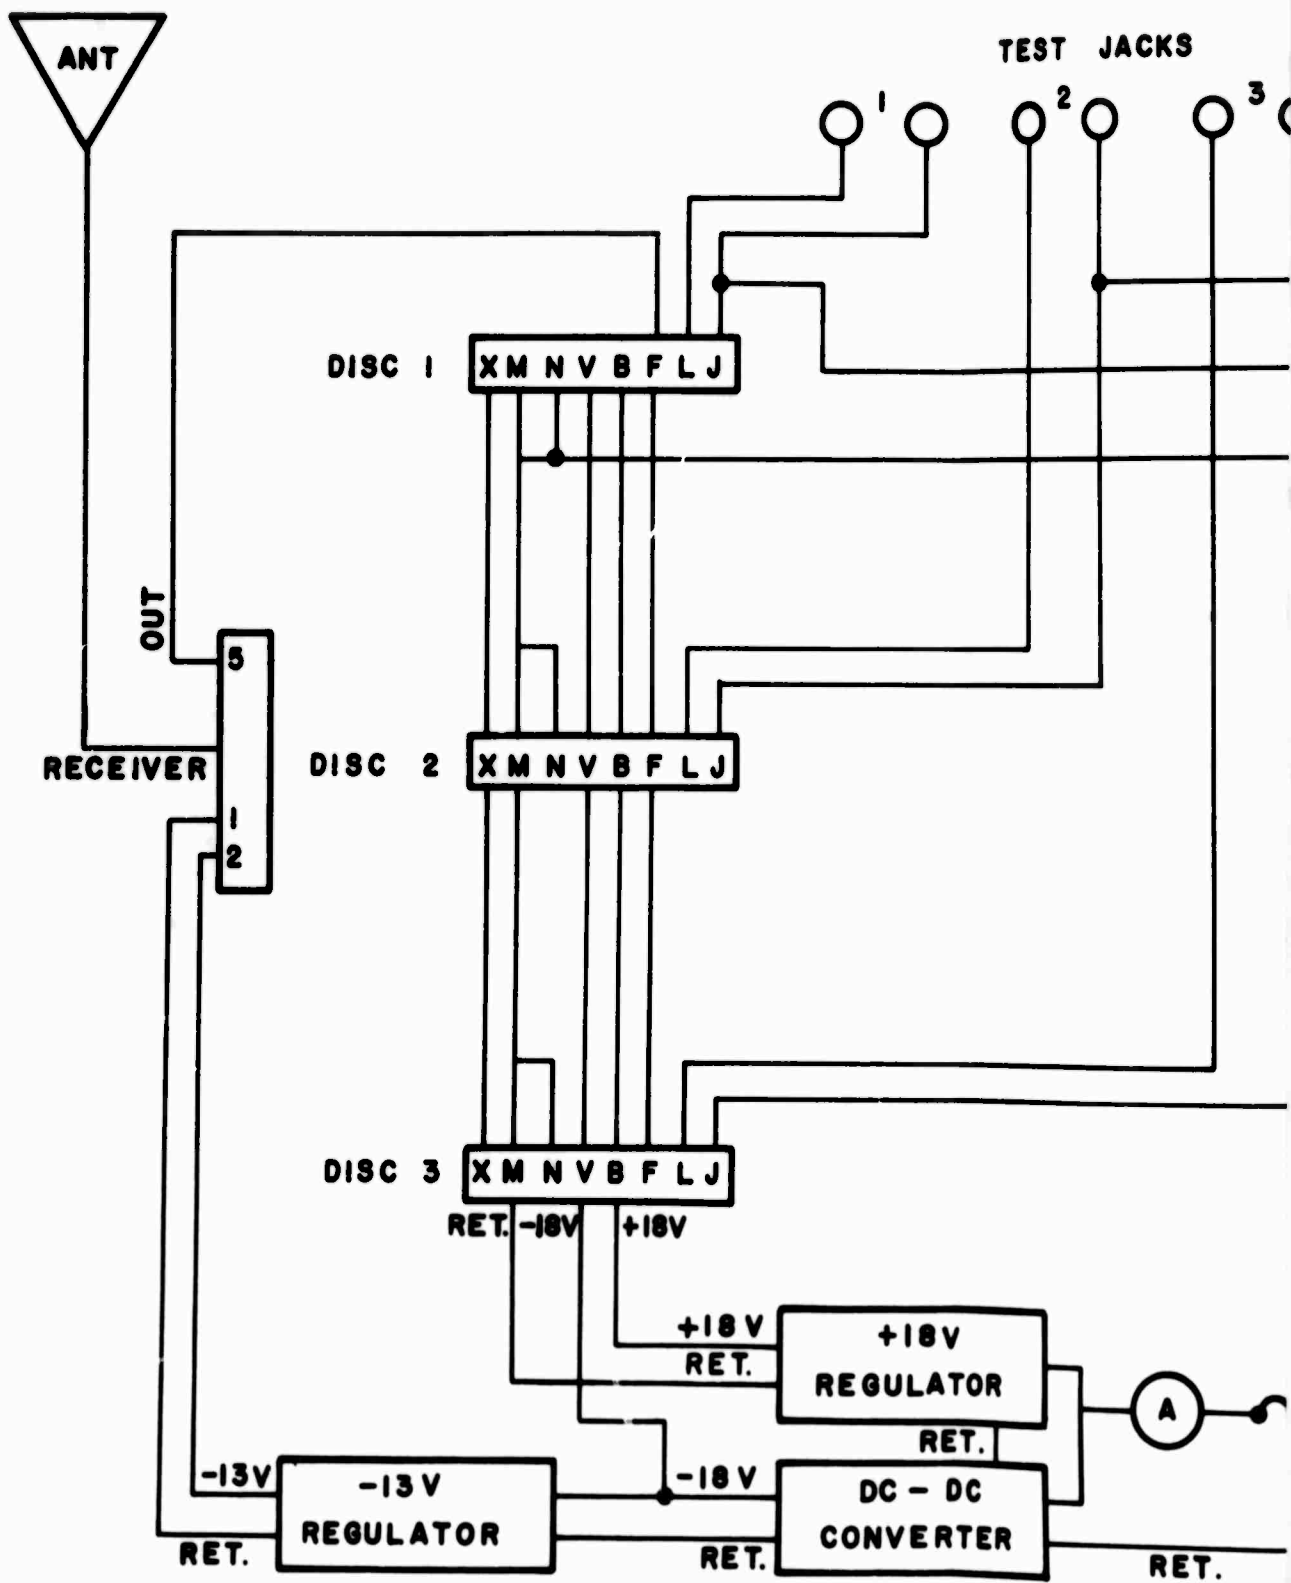 ANT
TEST JACKS
1 2 3
DISC 1 X M N V B F L J
OUT
5
RECEIVER
DISC 2 X M N V B F L J
1
2
DISC 3 X M N V B F L J
RET. -18V +18V
+18V
RET.
+18V
REGULATOR
A
RET.
-13V
-13V
REGULATOR
RET.
-18V
RET.
DC - DC
CONVERTER
RET.